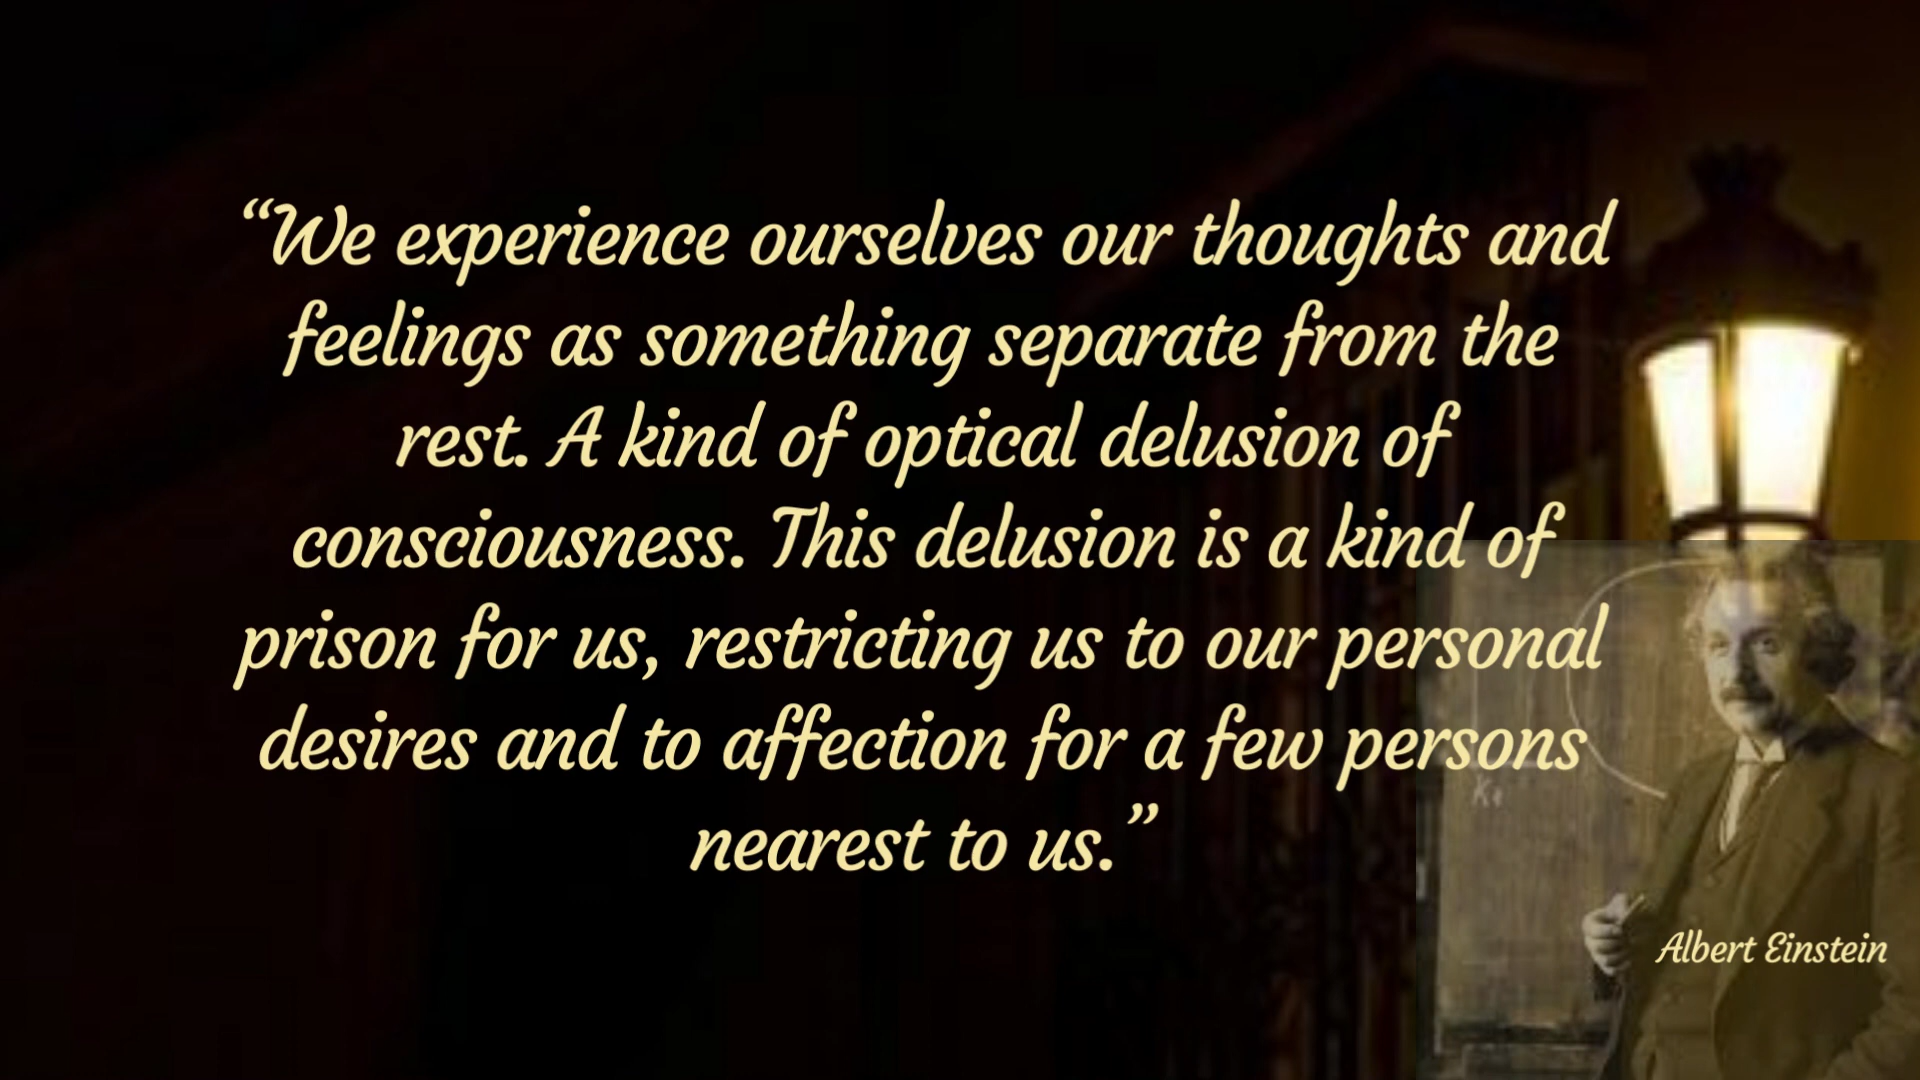 “We experience ourselves our thoughts and
feelings as something separate from the
rest. A kind of optical delusion of
consciousness. This delusion is a kind of
prison for us, restricting us to our personal
desires and to affection for a few persons
nearest to us.”
Albert Einstein